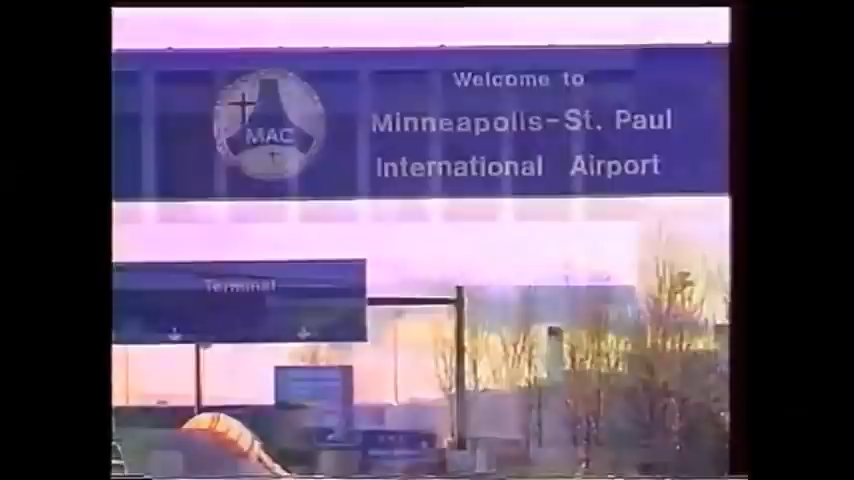 Welcome to
Minneapolis-St. Paul
International Airport
MAC
Terminal